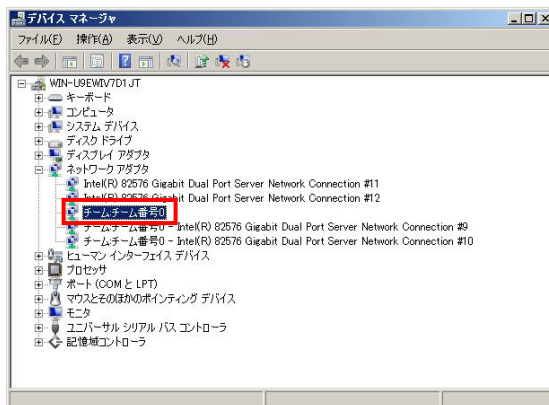 デバイス マネージャ
ファイル(F) 操作(A) 表示(V) ヘルプ(H)
WIN-U9EWIV7D1JT
キーボード
コンピュータ
システム デバイス
ディスク ドライブ
ディスプレイ アダプタ
ネットワーク アダプタ
Intel(R) 82576 Gigabit Dual Port Server Network Connection #11
Intel(R) 82576 Gigabit Dual Port Server Network Connection #12
チーム:チーム番号0
チーム:チーム番号0 - Intel(R) 82576 Gigabit Dual Port Server Network Connection #9
チーム:チーム番号0 - Intel(R) 82576 Gigabit Dual Port Server Network Connection #10
ヒューマン インターフェイス デバイス
プロセッサ
ポート (COM と LPT)
マウスとそのほかのポインティング デバイス
モニタ
ユニバーサル シリアル バス コントローラ
記憶域コントローラ